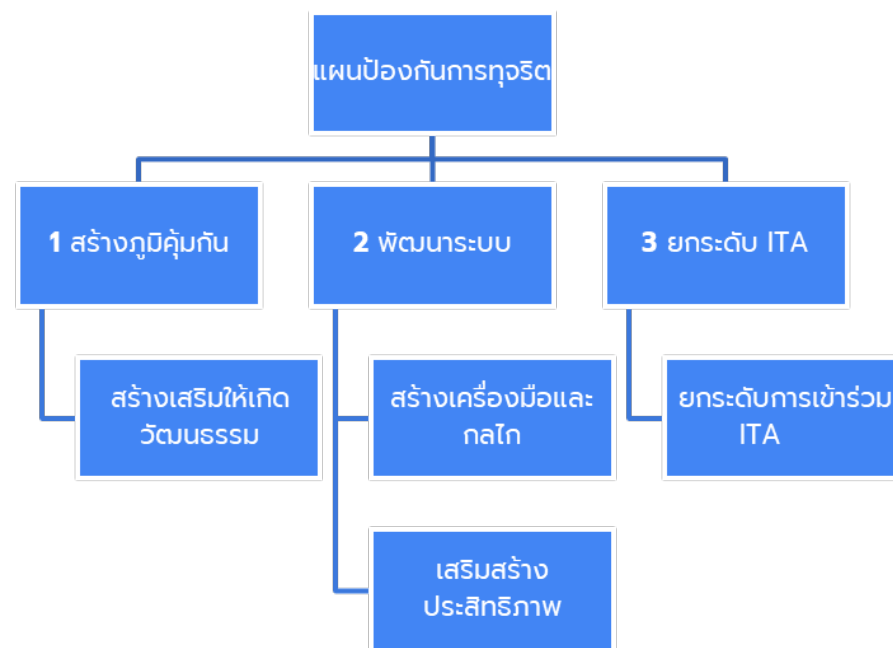 แผนป้องกันการทุจริต
1 สร้างภูมิคุ้มกัน
2 พัฒนาระบบ
3 ยกระดับ ITA
สร้างเสริมให้เกิด
วัฒนธรรม
สร้างเครื่องมือและ
กลไก
ยกระดับการเข้าร่วม
ITA
เสริมสร้าง
ประสิทธิภาพ